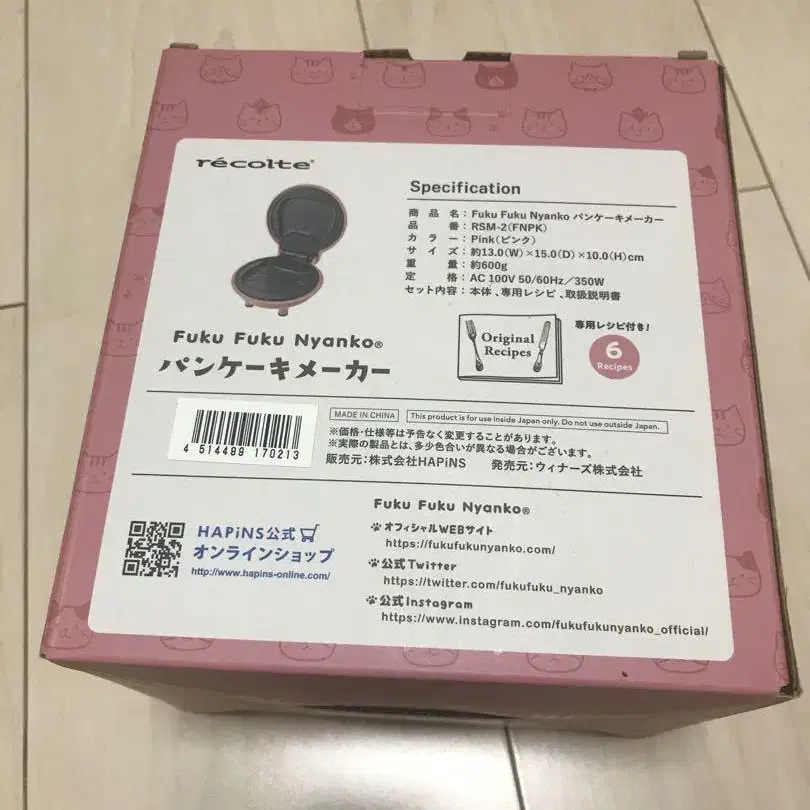 récolte®
Specification
商品名：Fuku Fuku Nyanko パンケーキメーカー
品番：RSM-2(FNPK)
カラー：Pink(ピンク)
サイズ：約13.0(W)×15.0(D)×10.0(H)cm
重量：約600g
定格：AC 100V 50/60Hz／350W
セット内容：本体、専用レシピ、取扱説明書
Original
Recipes
専用レシピ付き!
6
Recipes
Fuku Fuku Nyanko®
パンケーキメーカー
MADE IN CHINA
This product is for use inside Japan only. Do not use outside Japan.
※価格・仕様等は予告なく変更することがあります。
※実際の製品とは、多少色合いが異なる場合がございます。
販売元：株式会社HAPiNS 発売元：ウィナーズ株式会社
4 514499 170213
HAPiNS公式
オンラインショップ
http://www.hapins-online.com/
Fuku Fuku Nyanko®
オフィシャルWEBサイト
https://fukufukunyanko.com/
公式Twitter
https://twitter.com/fukufuku_nyanko
公式Instagram
https://www.instagram.com/fukufukunyanko_official/